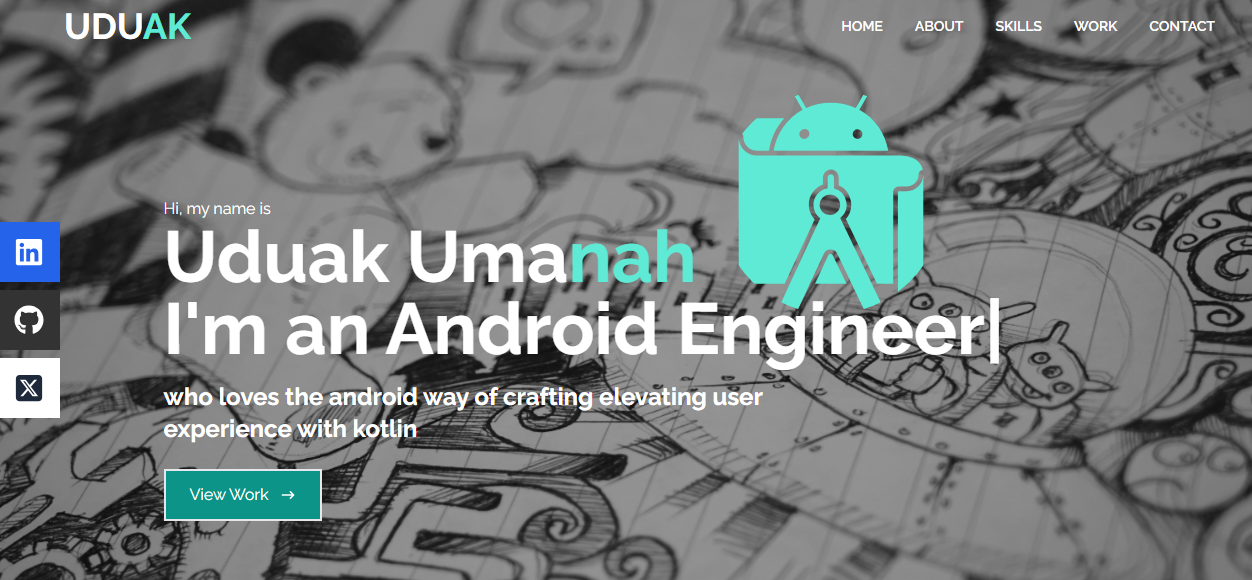 UDUAK
HOME ABOUT SKILLS WORK CONTACT
Hi, my name is
Uduak Umanah
I'm an Android Engineer|
who loves the android way of crafting elevating user
experience with kotlin
View Work →
in
X